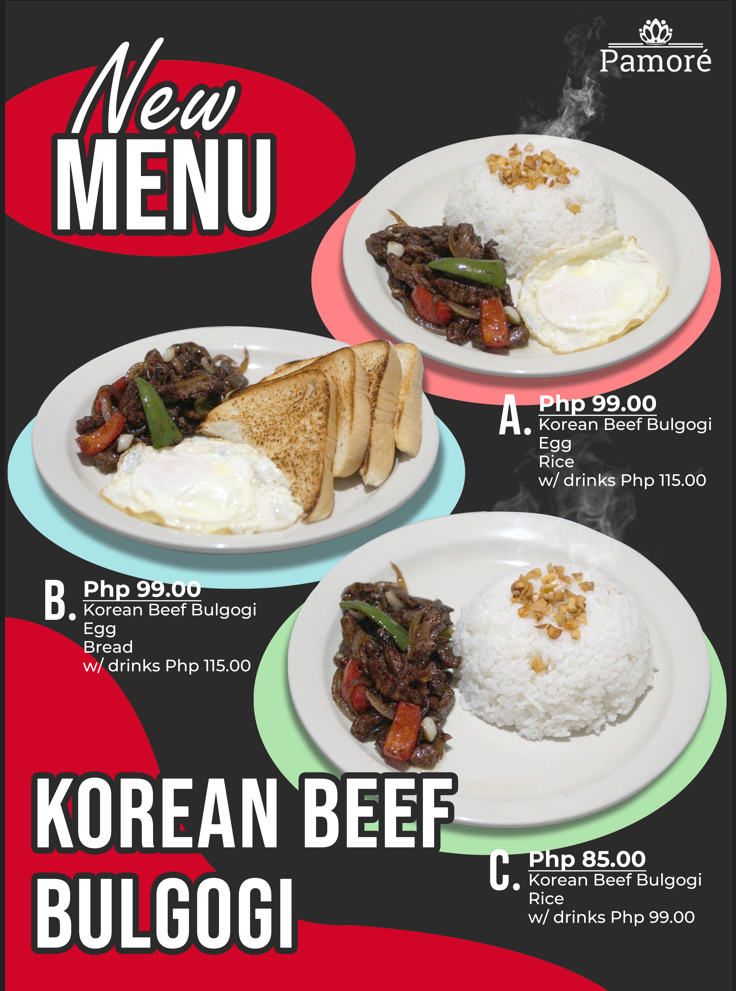 Pamoré
New
MENU
A.
Php 99.00
Korean Beef Bulgogi
Egg
Rice
w/ drinks Php 115.00
B.
Php 99.00
Korean Beef Bulgogi
Egg
Bread
w/ drinks Php 115.00
C.
Php 85.00
Korean Beef Bulgogi
Rice
w/ drinks Php 99.00
KOREAN BEEF
BULGOGI